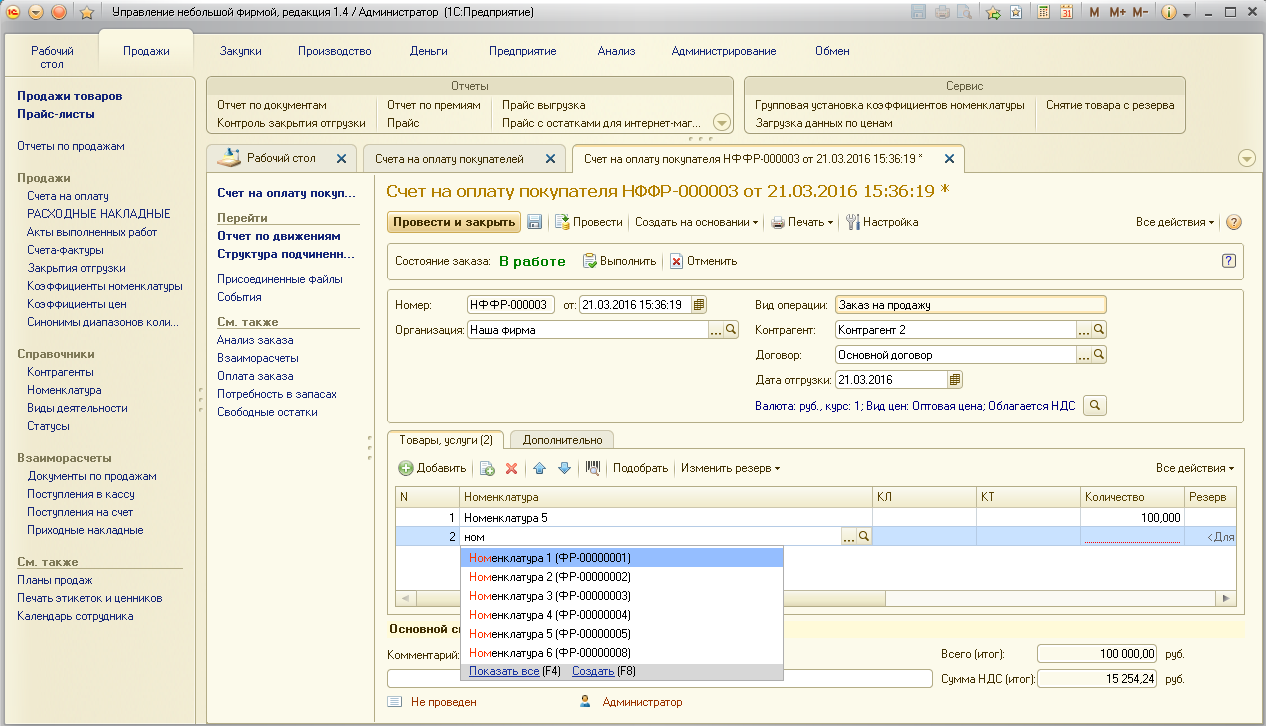 Управление небольшой фирмой, редакция 1.4 / Администратор (1С:Предприятие)
M M+ M-
Рабочий стол
Продажи
Закупки
Производство
Деньги
Предприятие
Анализ
Администрирование
Обмен
Продажи товаров
Прайс-листы
Отчеты по продажам
Продажи
Счета на оплату
РАСХОДНЫЕ НАКЛАДНЫЕ
Акты выполненных работ
Счета-фактуры
Закрытия отгрузки
Коэффициенты номенклатуры
Коэффициенты цен
Синонимы диапазонов коли...
Справочники
Контрагенты
Номенклатура
Виды деятельности
Статусы
Взаиморасчеты
Документы по продажам
Поступления в кассу
Поступления на счет
Приходные накладные
См. также
Планы продаж
Печать этикеток и ценников
Календарь сотрудника
Отчеты
Отчет по документам
Отчет по премиям
Прайс выгрузка
Контроль закрытия отгрузки
Прайс
Прайс с остатками для интернет-маг...
Сервис
Групповая установка коэффициентов номенклатуры
Снятие товара с резерва
Загрузка данных по ценам
Рабочий стол
Счета на оплату покупателей
Счет на оплату покупателя НФФР-000003 от 21.03.2016 15:36:19 *
Счет на оплату покуп...
Перейти
Отчет по движениям
Структура подчиненн...
Присоединенные файлы
События
См. также
Анализ заказа
Взаиморасчеты
Оплата заказа
Потребность в запасах
Свободные остатки
Счет на оплату покупателя НФФР-000003 от 21.03.2016 15:36:19 *
Провести и закрыть
Провести
Создать на основании
Печать
Настройка
Все действия
?
Состояние заказа: В работе
Выполнить
Отменить
?
Номер: НФФР-000003 от: 21.03.2016 15:36:19
Организация: Наша фирма ...
Вид операции: Заказ на продажу
Контрагент: Контрагент 2 ...
Договор: Основной договор ...
Дата отгрузки: 21.03.2016
Валюта: руб., курс: 1; Вид цен: Оптовая цена; Облагается НДС
Товары, услуги (2)
Дополнительно
Добавить
Подобрать
Изменить резерв
Все действия
N Номенклатура КЛ КТ Количество Резерв
1 Номенклатура 5 100,000
2 ном ... <Для
Номенклатура 1 (ФР-00000001)
Номенклатура 2 (ФР-00000002)
Номенклатура 3 (ФР-00000003)
Номенклатура 4 (ФР-00000004)
Номенклатура 5 (ФР-00000005)
Номенклатура 6 (ФР-00000008)
Показать все (F4) Создать (F8)
Основной
Комментарий:
Всего (итог): 100 000,00 руб.
Сумма НДС (итог): 15 254,24 руб.
Не проведен
Администратор